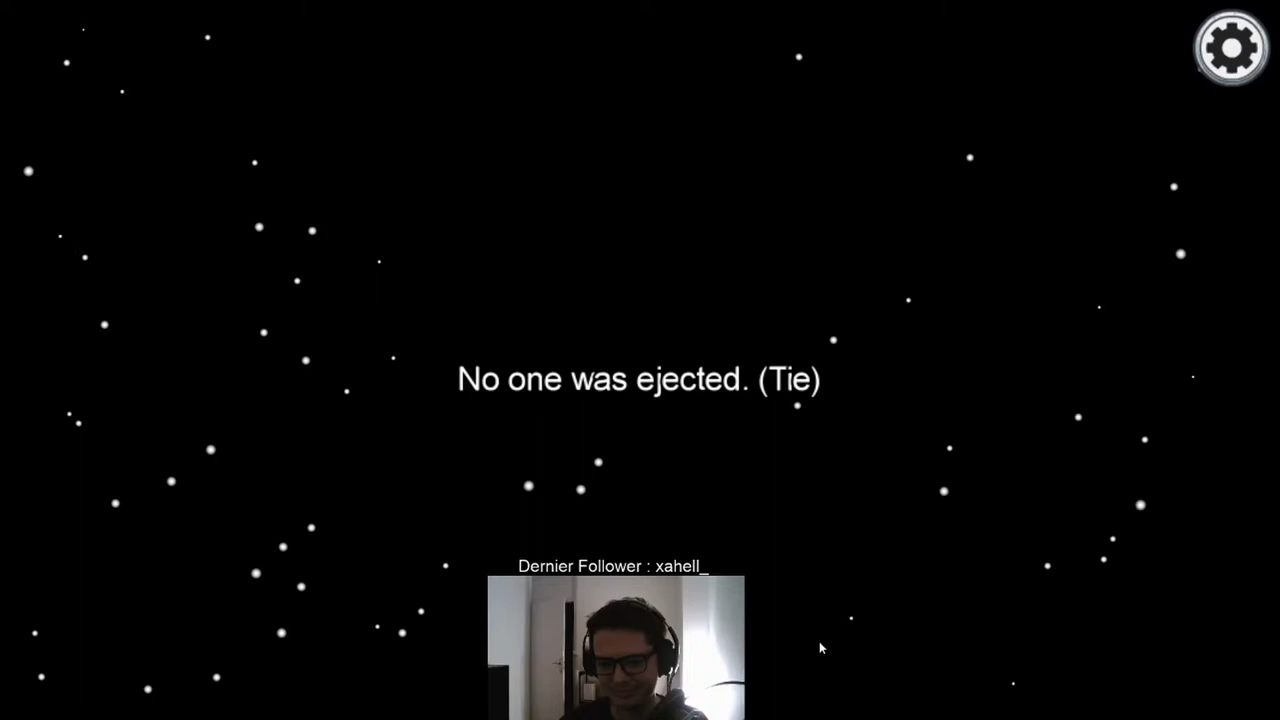 No one was ejected. (Tie)
Dernier Follower : xahell_